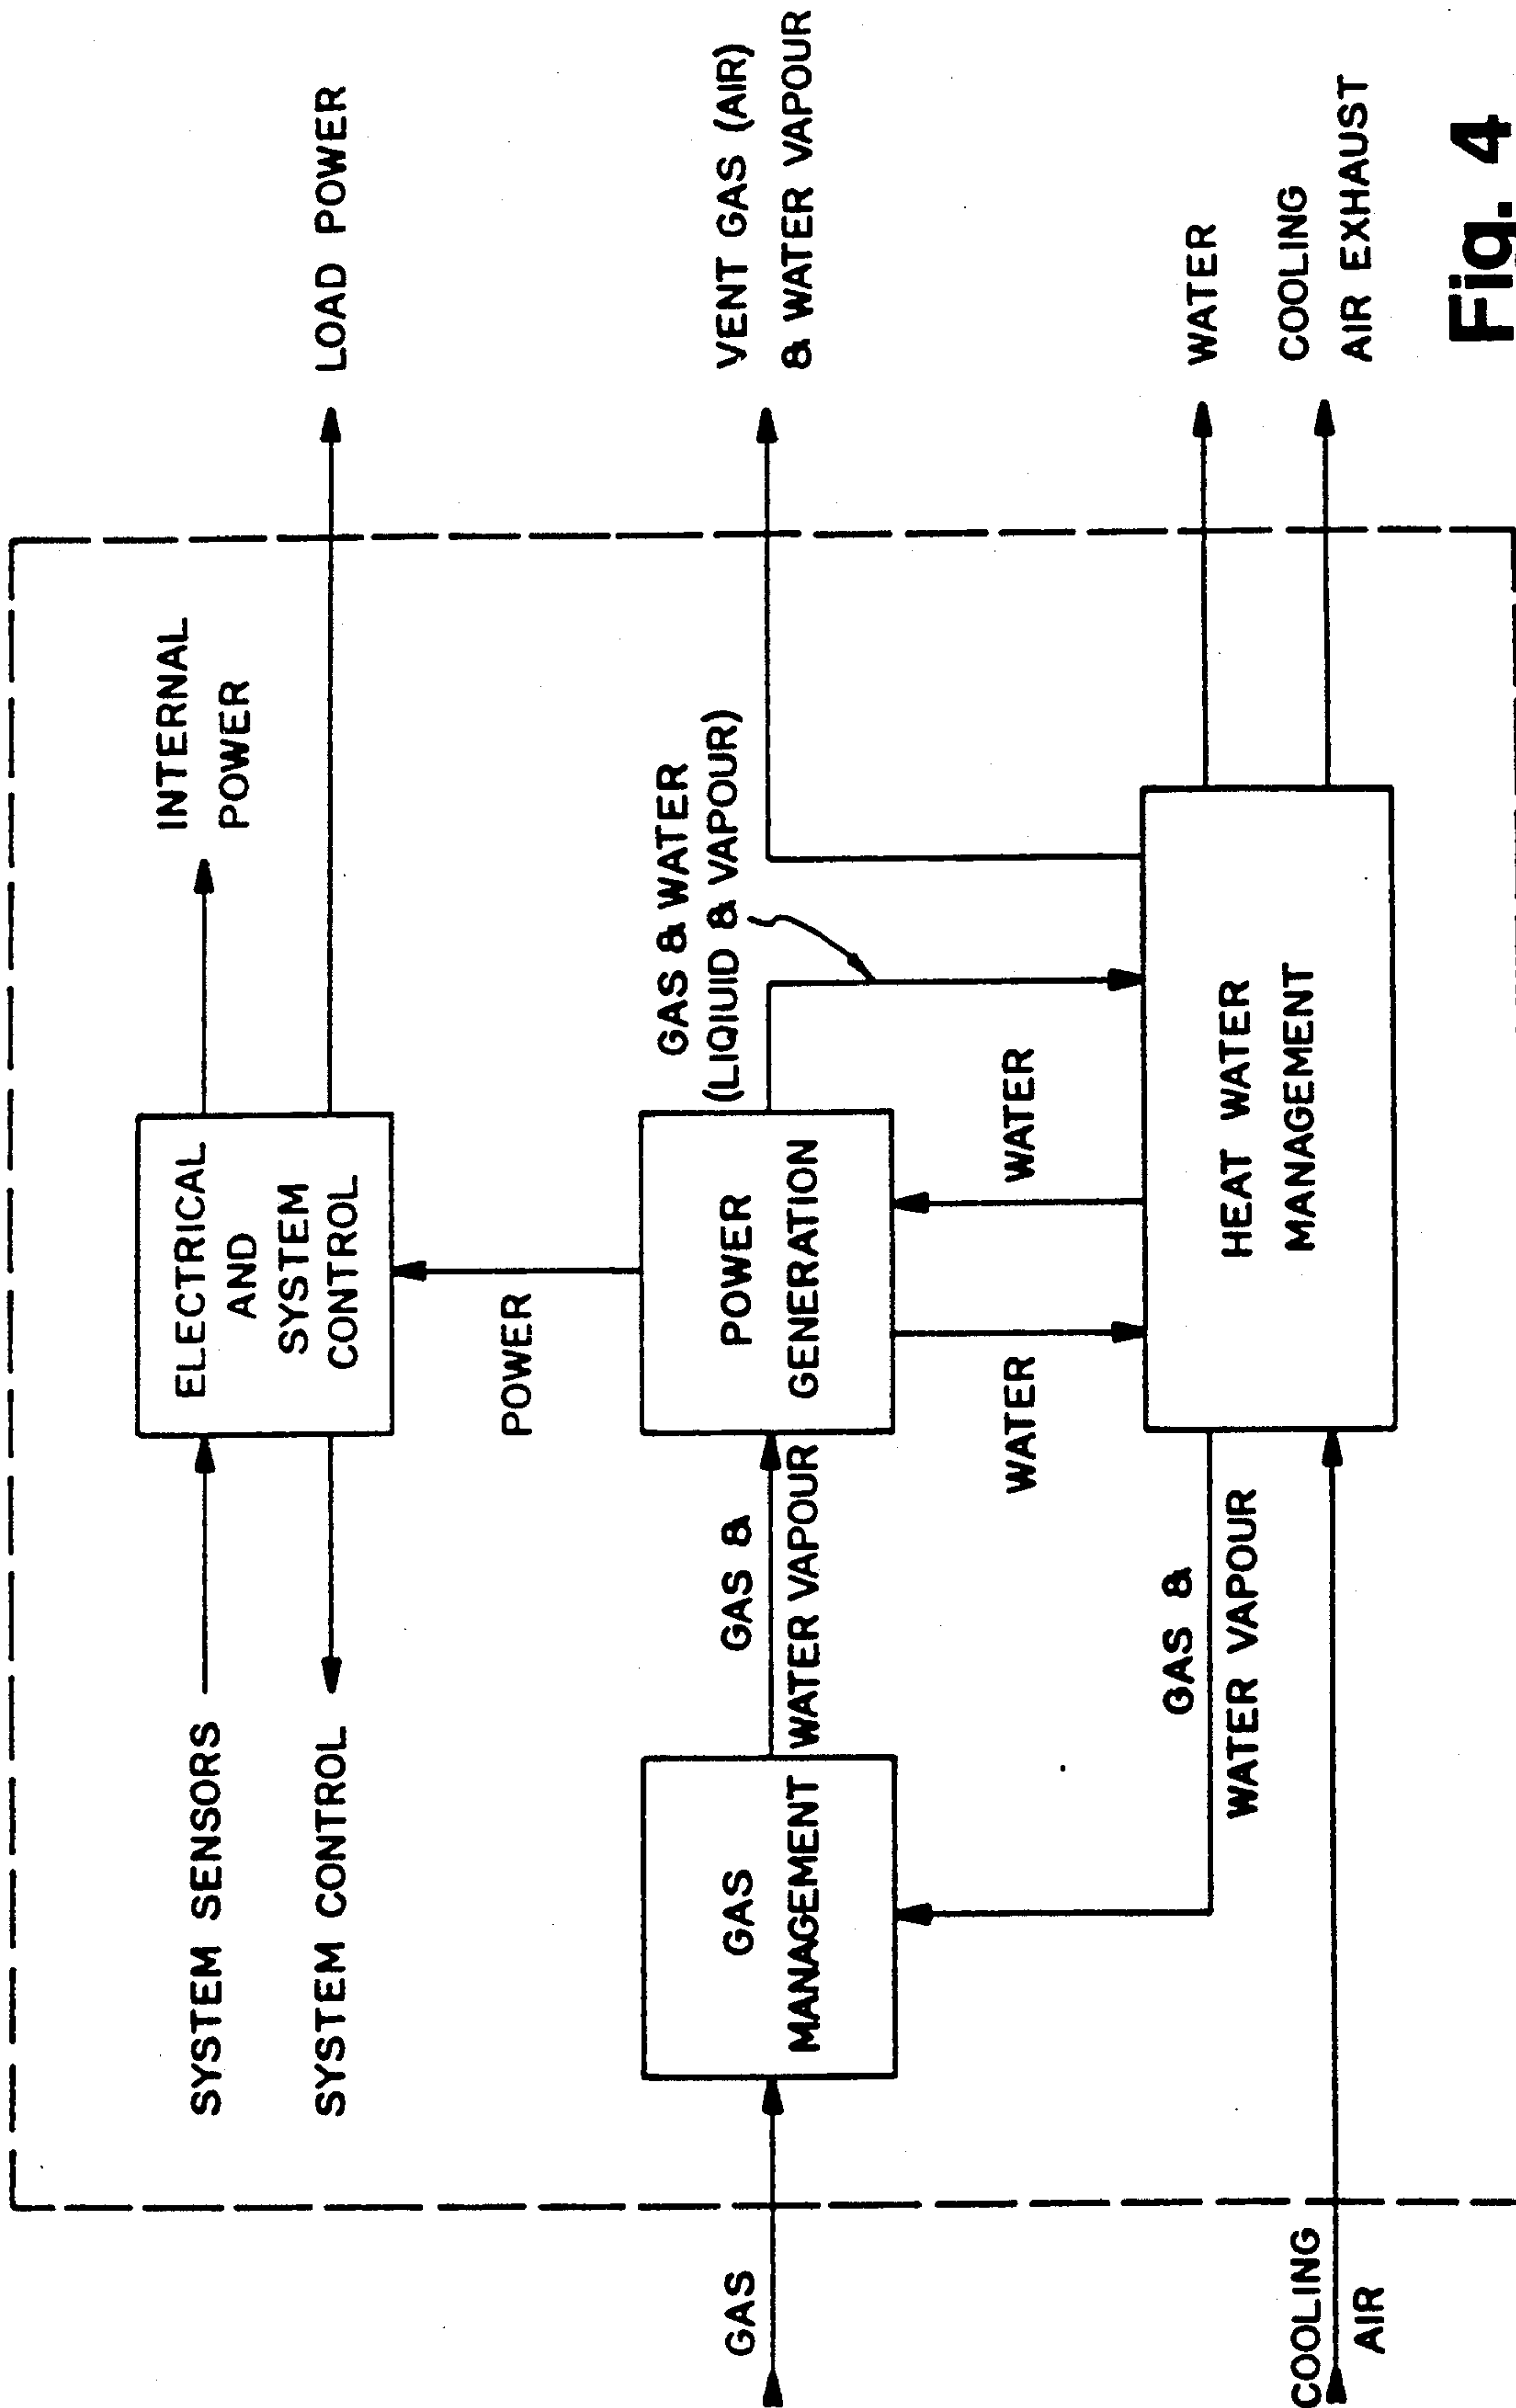 SYSTEM SENSORS
SYSTEM CONTROL
ELECTRICAL
AND
SYSTEM
CONTROL
INTERNAL
POWER
LOAD POWER
POWER
GAS
GAS
MANAGEMENT
GAS &
WATER VAPOUR
POWER
GENERATION
GAS & WATER
(LIQIUID & VAPOUR)
VENT GAS (AIR)
& WATER VAPOUR
WATER
WATER
GAS &
WATER VAPOUR
HEAT WATER
MANAGEMENT
WATER
COOLING
AIR EXHAUST
COOLING
AIR
Fig. 4